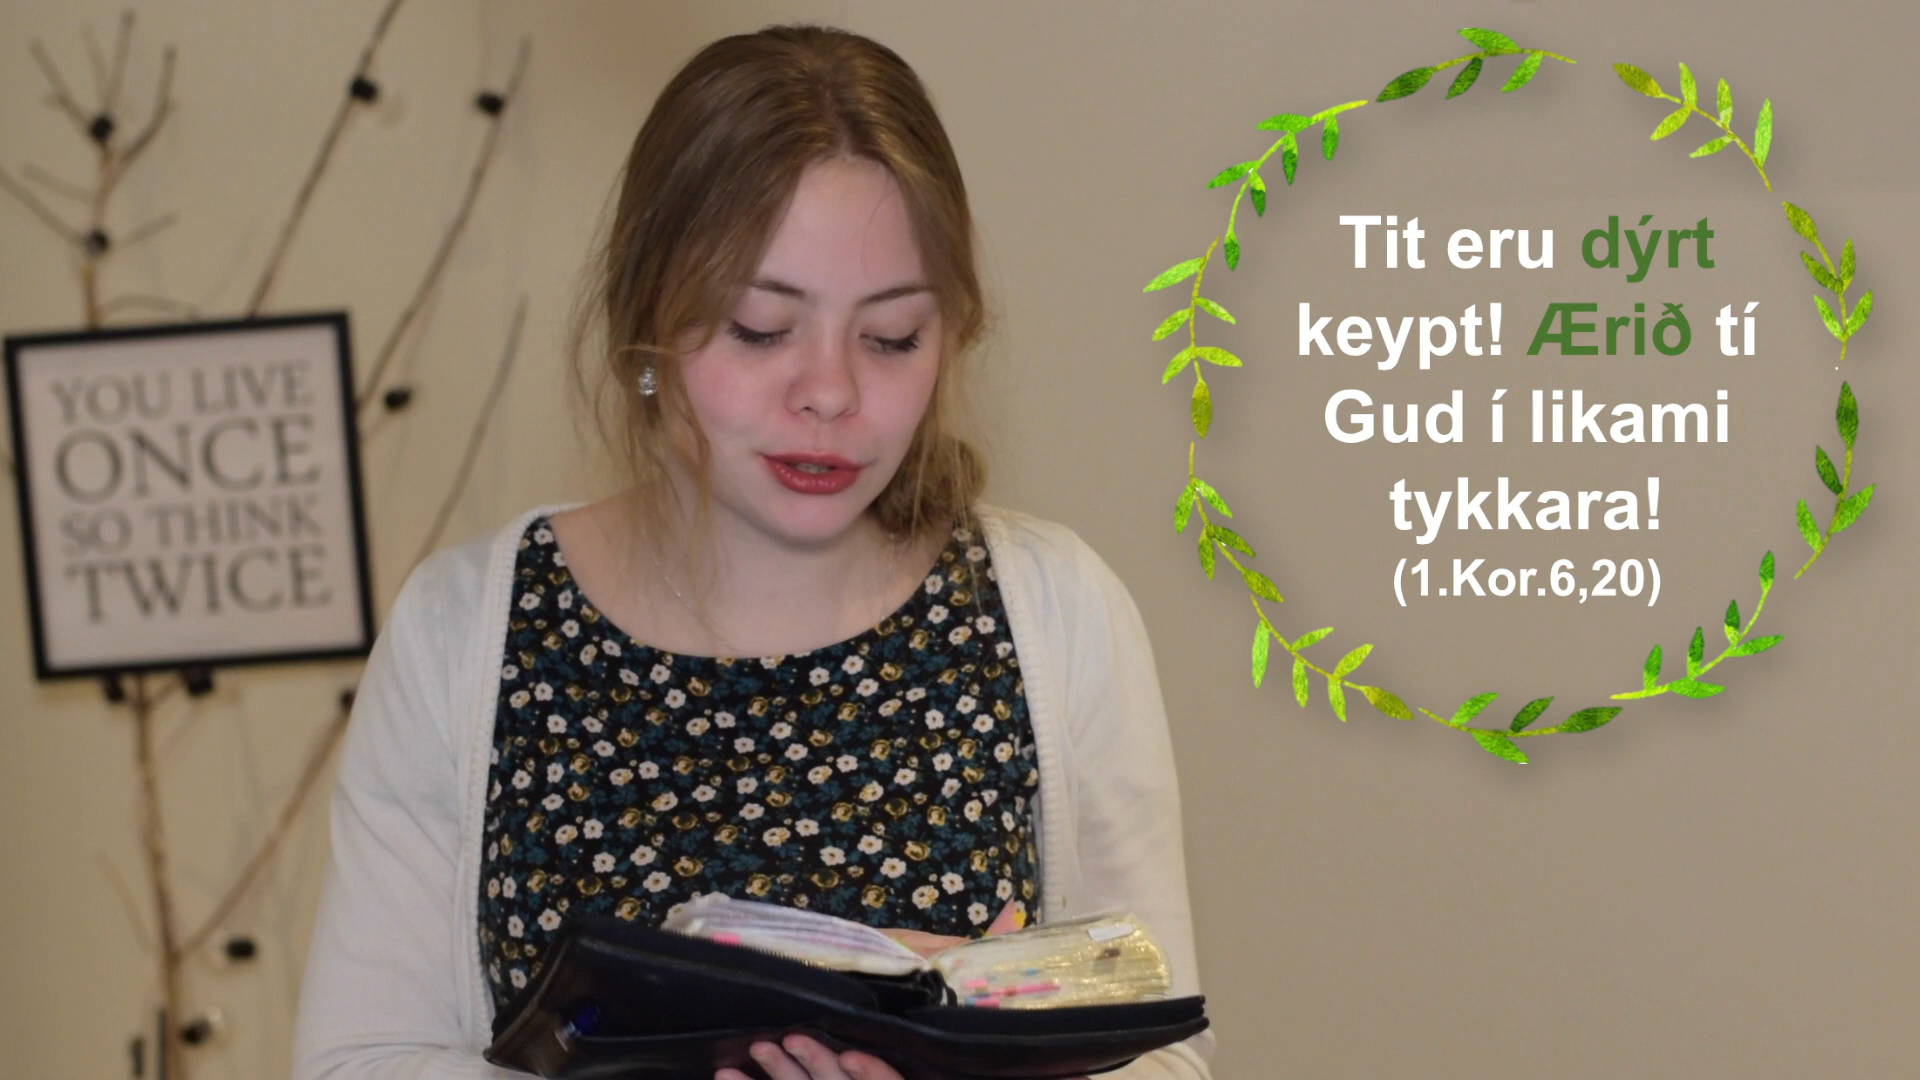 YOU LIVE
ONCE
SO THINK
TWICE
Tit eru dýrt
keypt! Ærið tí
Gud í likami
tykkara!
(1.Kor.6,20)